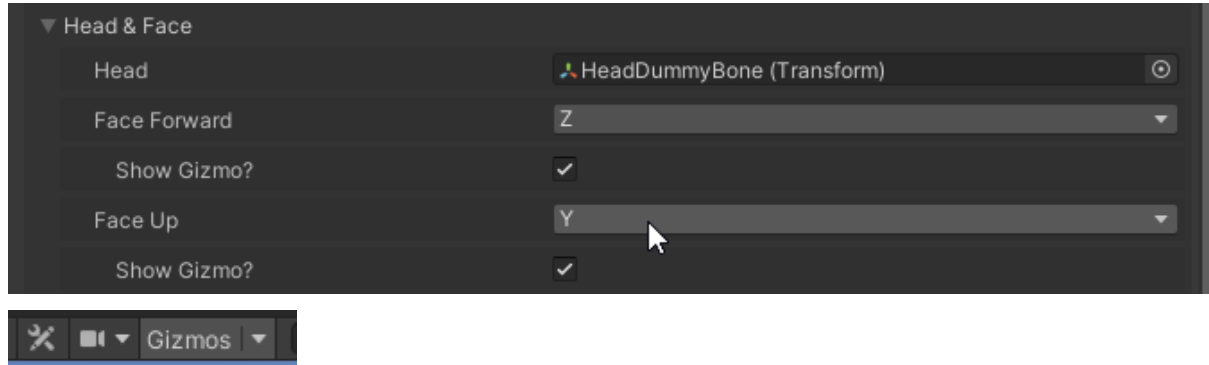 Head & Face
Head HeadDummyBone (Transform)
Face Forward Z
Show Gizmo?
Face Up Y
Show Gizmo?
Gizmos